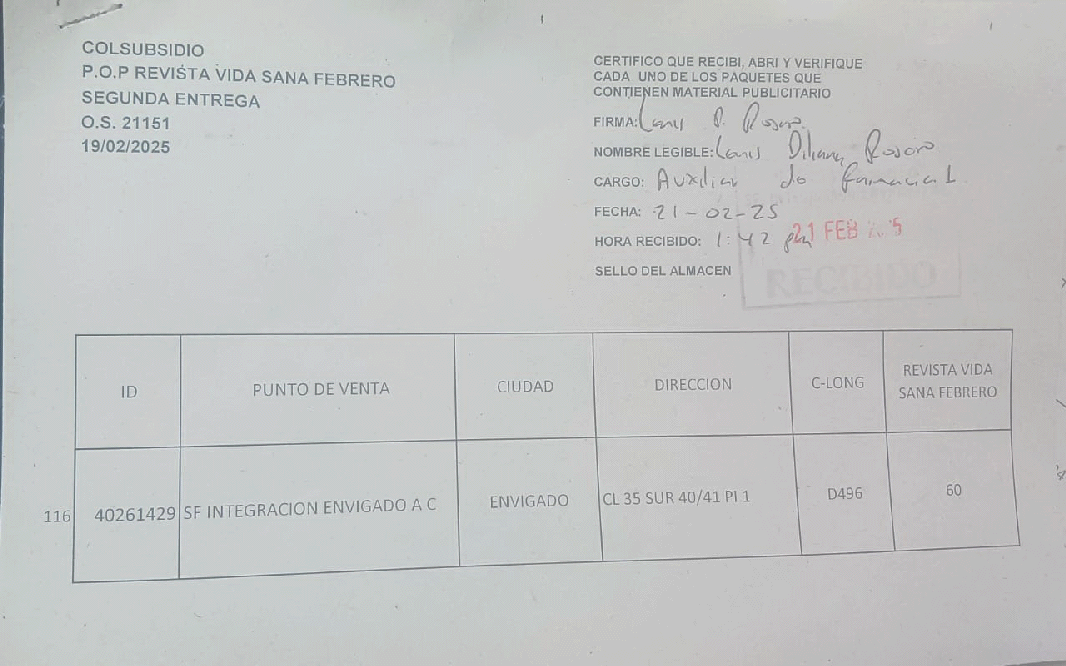 COLSUBSIDIO
P.O.P REVISTA VIDA SANA FEBRERO
SEGUNDA ENTREGA
O.S. 21151
19/02/2025
CERTIFICO QUE RECIBI, ABRI Y VERIFIQUE
CADA UNO DE LOS PAQUETES QUE
CONTIENEN MATERIAL PUBLICITARIO
FIRMA:
NOMBRE LEGIBLE:
CARGO: Auxiliar de
FECHA: 21-02-25
HORA RECIBIDO: 1:42 pm
21 FEB
SELLO DEL ALMACEN
RECIBIDO
ID PUNTO DE VENTA CIUDAD DIRECCION C-LONG REVISTA VIDA
SANA FEBRERO
116 40261429 SF INTEGRACION ENVIGADO A C ENVIGADO CL 35 SUR 40/41 PI 1 D496 60